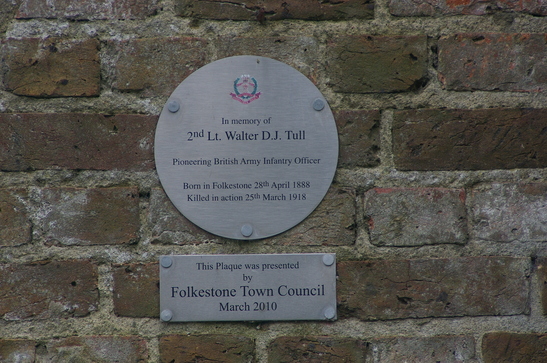 In memory of
2nd Lt. Walter D.J. Tull
Pioneering British Army Infantry Officer
Born in Folkestone 28th April 1888
Killed in action 25th March 1918
This Plaque was presented
by
Folkestone Town Council
March 2010